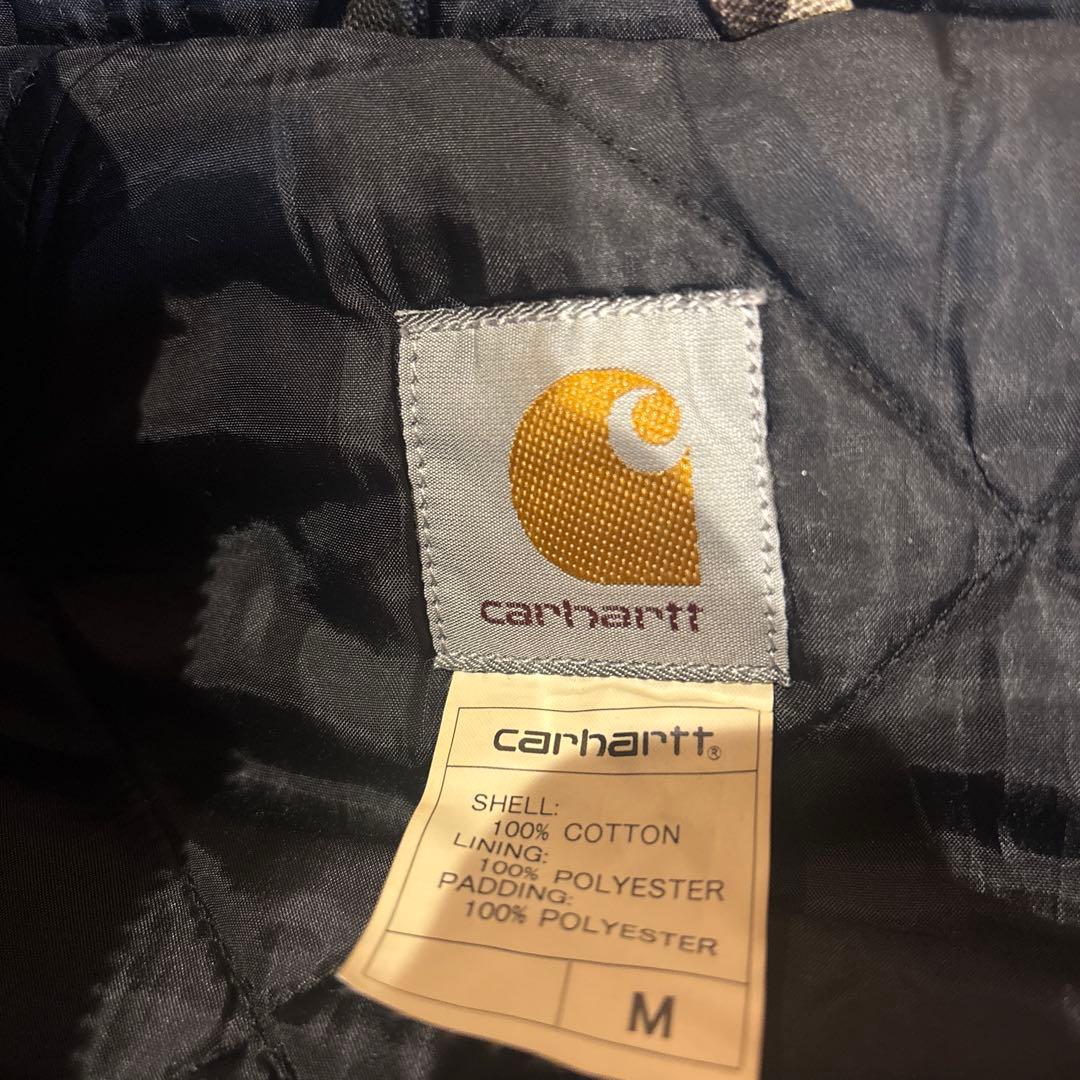 carhartt
carhartt®
SHELL:
100% COTTON
LINING:
100% POLYESTER
PADDING:
100% POLYESTER
M